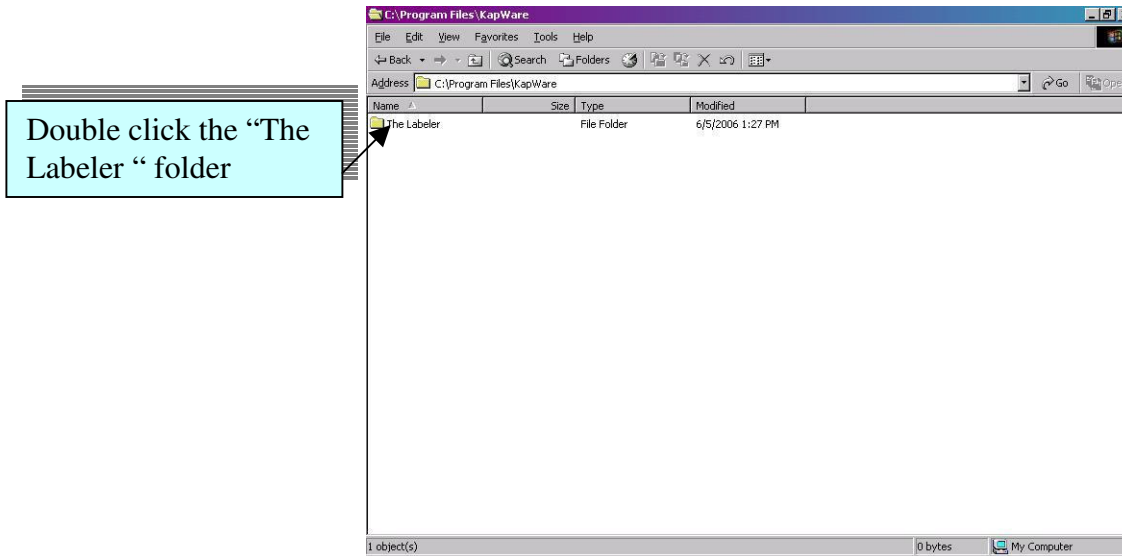 C:\Program Files\KapWare
File Edit View Favorites Tools Help
Back Search Folders
Address C:\Program Files\KapWare Go
Name Size Type Modified
The Labeler File Folder 6/5/2006 1:27 PM
Double click the “The
Labeler “ folder
1 object(s) 0 bytes My Computer